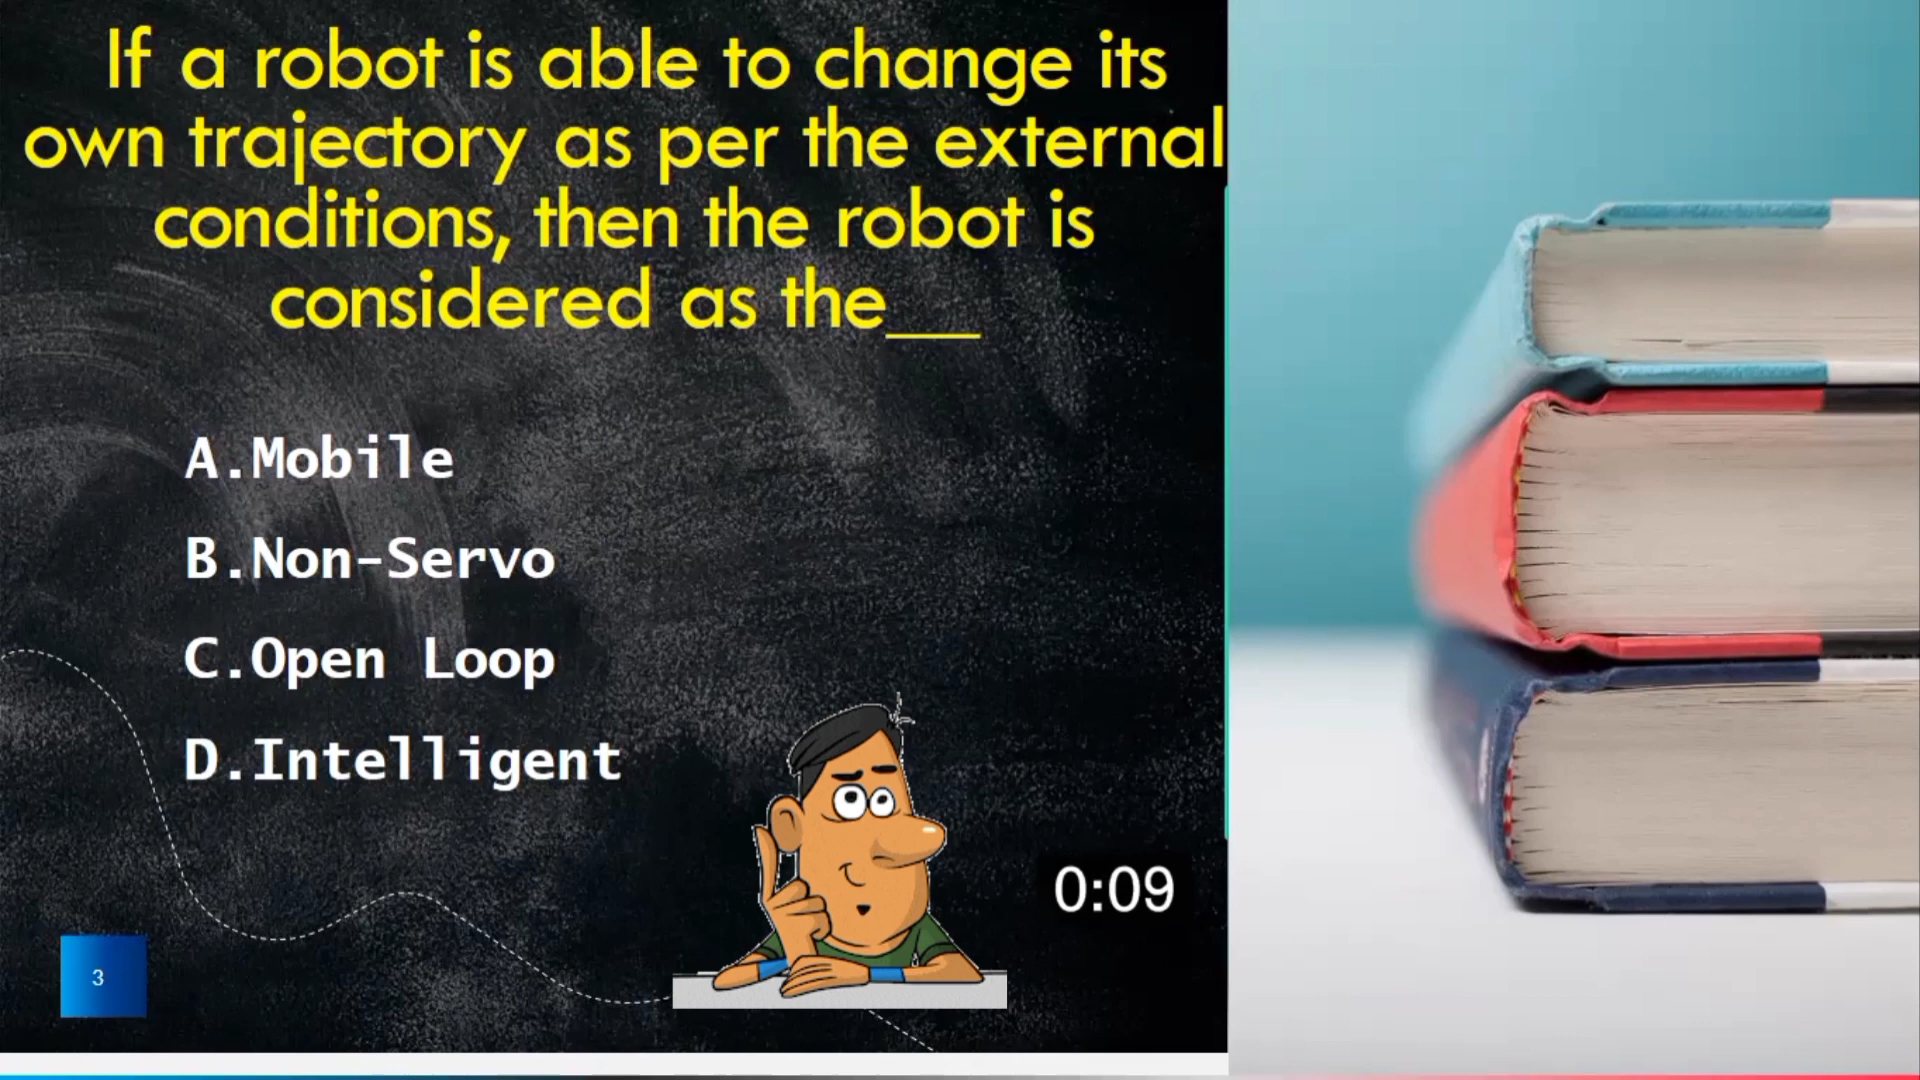 If a robot is able to change its
own trajectory as per the external
conditions, then the robot is
considered as the__
A.Mobile
B.Non-Servo
C.Open Loop
D.Intelligent
0:09
3